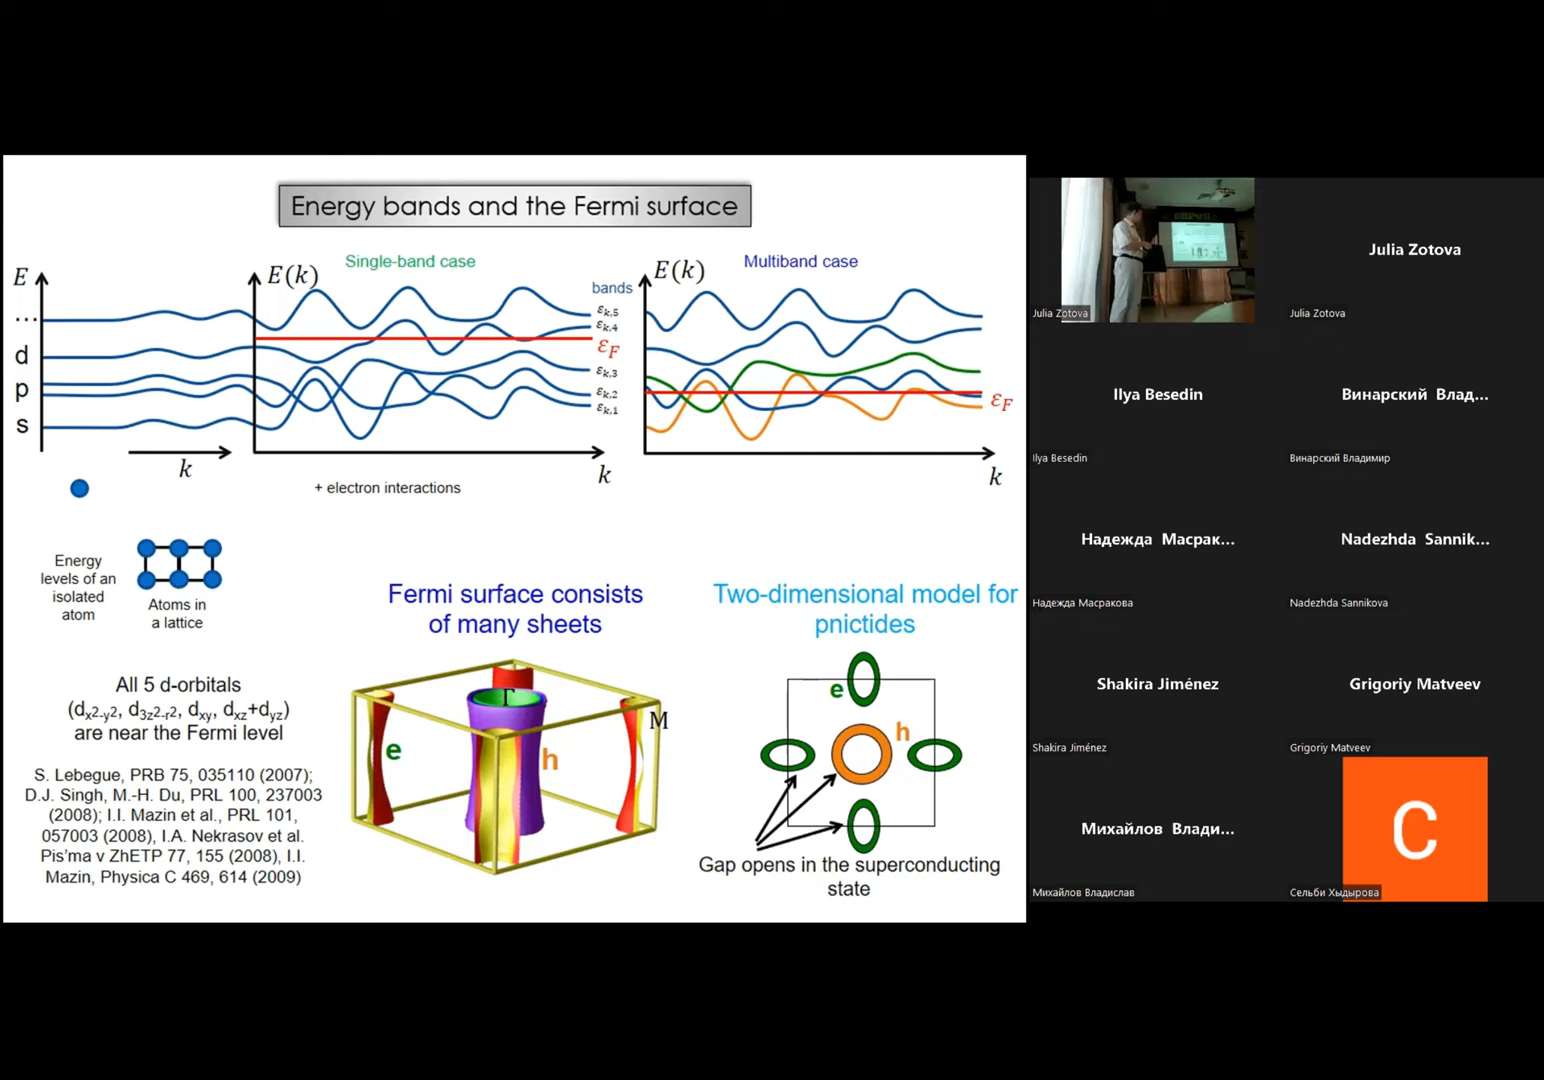 Energy bands and the Fermi surface
E
...
d
p
s
k
E(k)
Single-band case
bands
εk,5
εk,4
εF
εk,3
εk,2
εk,1
k
+ electron interactions
E(k)
Multiband case
εF
k
Energy
levels of an
isolated
atom
Atoms in
a lattice
All 5 d-orbitals
(dx2-y2, d3z2-r2, dxy, dxz+dyz)
are near the Fermi level
S. Lebegue, PRB 75, 035110 (2007);
D.J. Singh, M.-H. Du, PRL 100, 237003
(2008); I.I. Mazin et al., PRL 101,
057003 (2008), I.A. Nekrasov et al.
Pis'ma v ZhETP 77, 155 (2008), I.I.
Mazin, Physica C 469, 614 (2009)
Fermi surface consists
of many sheets
Γ
M
e
h
Two-dimensional model for
pnictides
e
h
Gap opens in the superconducting
state
Julia Zotova
Julia Zotova
Julia Zotova
Ilya Besedin
Ilya Besedin
Винарский Влад...
Винарский Владимир
Надежда Масрак...
Надежда Масракова
Nadezhda Sannik...
Nadezhda Sannikova
Shakira Jiménez
Shakira Jiménez
Grigoriy Matveev
Grigoriy Matveev
Михайлов Влади...
Михайлов Владислав
С
Сельби Хыдырова